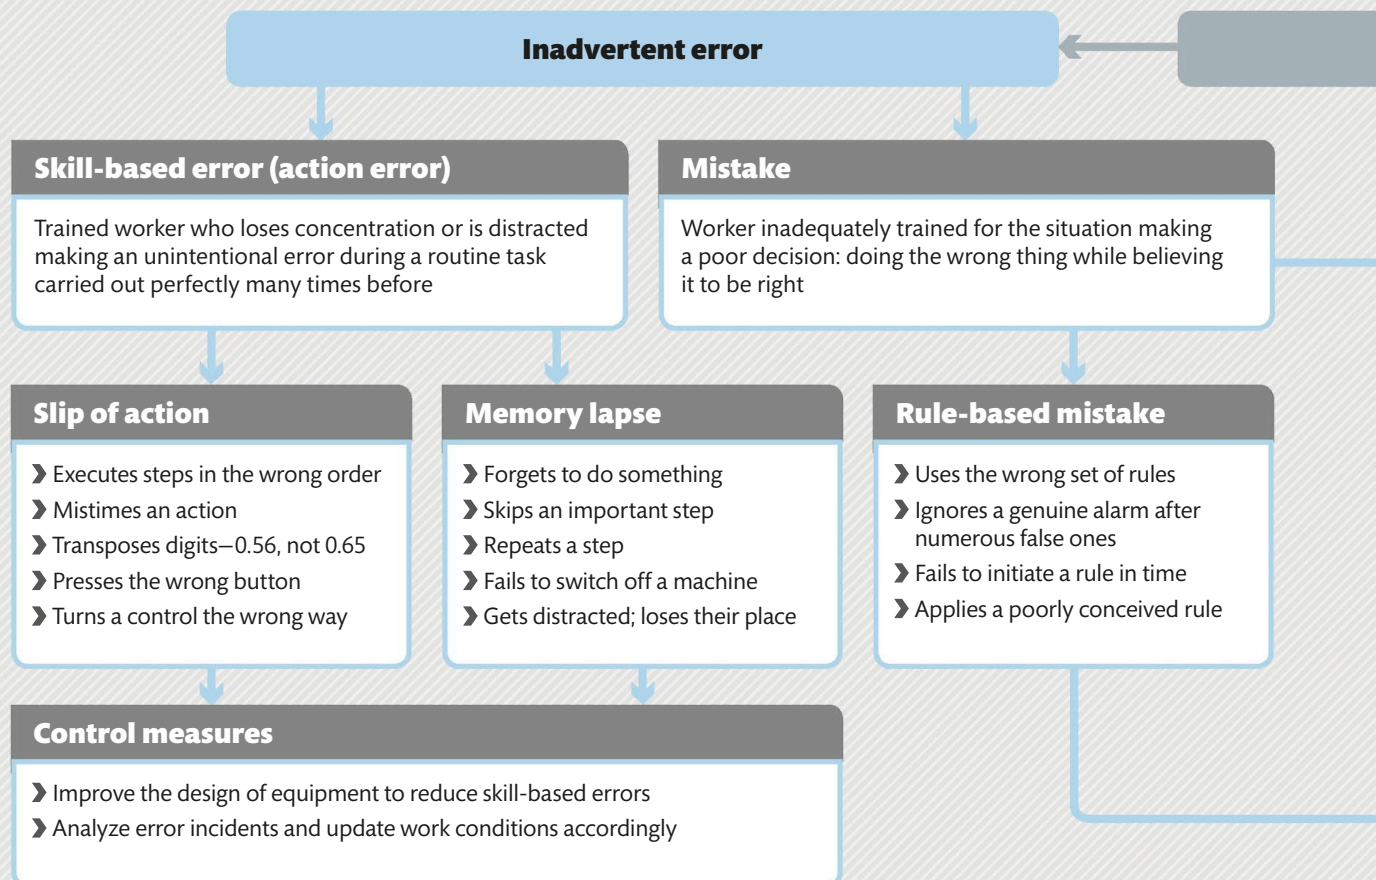 Inadvertent error
Skill-based error (action error)
Trained worker who loses concentration or is distracted
making an unintentional error during a routine task
carried out perfectly many times before
Mistake
Worker inadequately trained for the situation making
a poor decision: doing the wrong thing while believing
it to be right
Slip of action
❯ Executes steps in the wrong order
❯ Mistimes an action
❯ Transposes digits—0.56, not 0.65
❯ Presses the wrong button
❯ Turns a control the wrong way
Memory lapse
❯ Forgets to do something
❯ Skips an important step
❯ Repeats a step
❯ Fails to switch off a machine
❯ Gets distracted; loses their place
Rule-based mistake
❯ Uses the wrong set of rules
❯ Ignores a genuine alarm after
numerous false ones
❯ Fails to initiate a rule in time
❯ Applies a poorly conceived rule
Control measures
❯ Improve the design of equipment to reduce skill-based errors
❯ Analyze error incidents and update work conditions accordingly